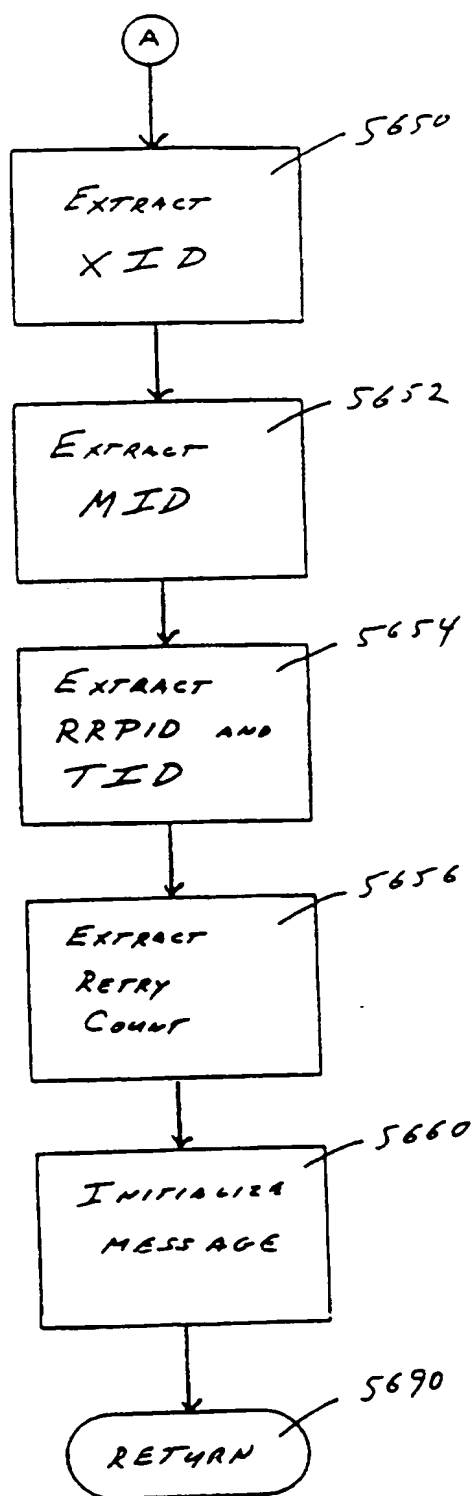 A
5650
EXTRACT
XID
5652
EXTRACT
MID
5654
EXTRACT
RRPID AND
TID
5656
EXTRACT
RETRY
COUNT
5660
INITIALIZE
MESSAGE
5690
RETURN